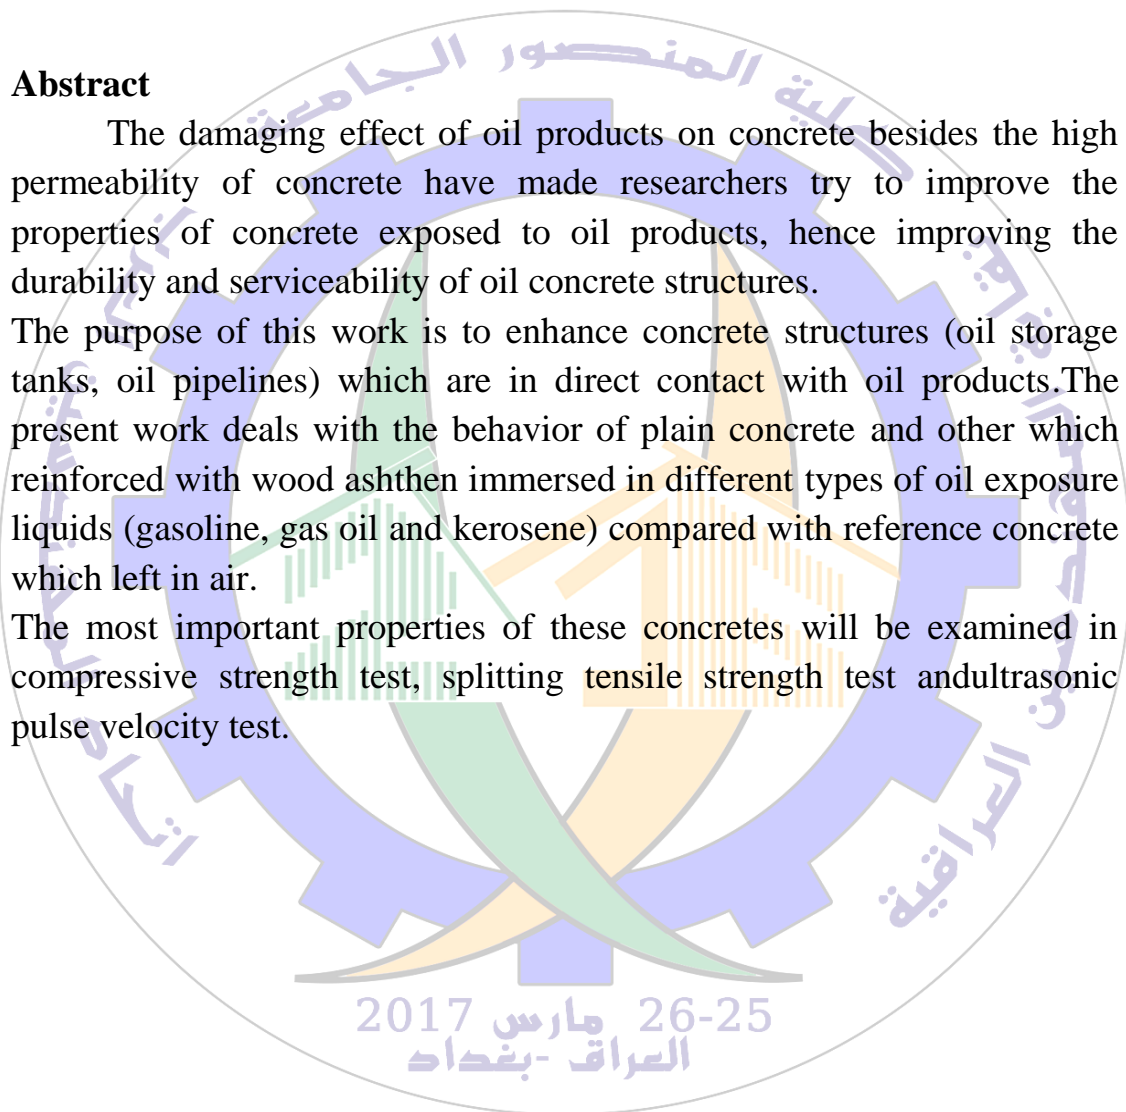 كلية المنصور الجامعة
Abstract
The damaging effect of oil products on concrete besides the high
permeability of concrete have made researchers try to improve the
properties of concrete exposed to oil products, hence improving the
durability and serviceability of oil concrete structures.
The purpose of this work is to enhance concrete structures (oil storage
tanks, oil pipelines) which are in direct contact with oil products.The
present work deals with the behavior of plain concrete and other which
reinforced with wood ashthen immersed in different types of oil exposure
liquids (gasoline, gas oil and kerosene) compared with reference concrete
which left in air.
The most important properties of these concretes will be examined in
compressive strength test, splitting tensile strength test andultrasonic
pulse velocity test.
العراقية
اتحاد
25-26 مارس 2017
العراق -بغداد